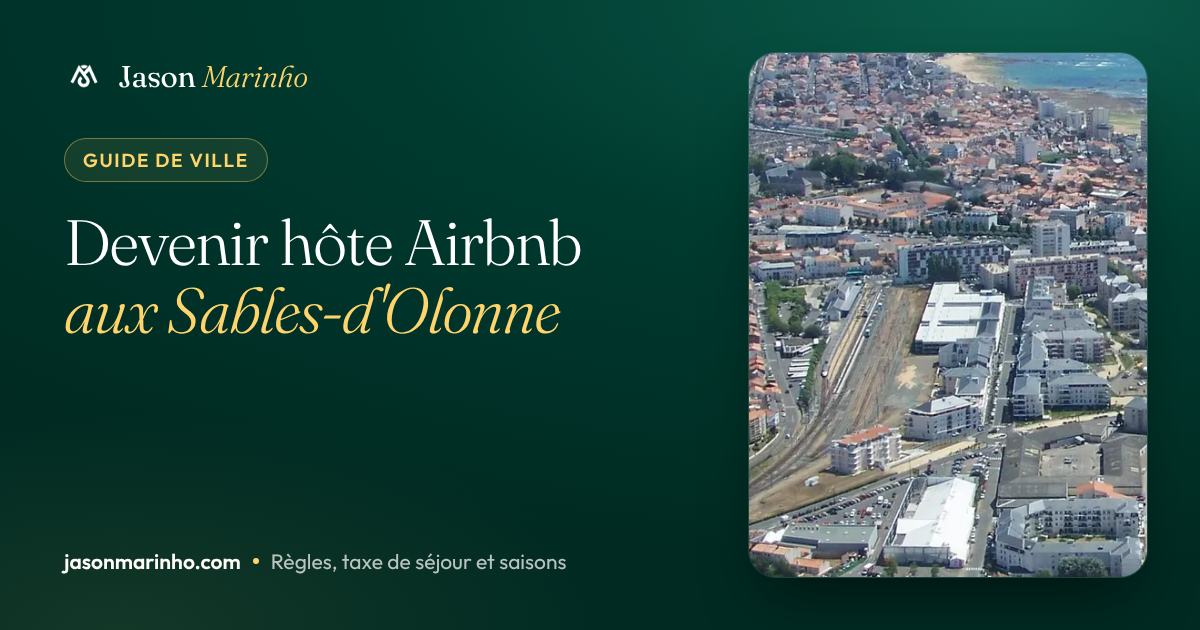 Jason Marinho
GUIDE DE VILLE
Devenir hôte Airbnb
aux Sables-d'Olonne
jasonmarinho.com • Règles, taxe de séjour et saisons